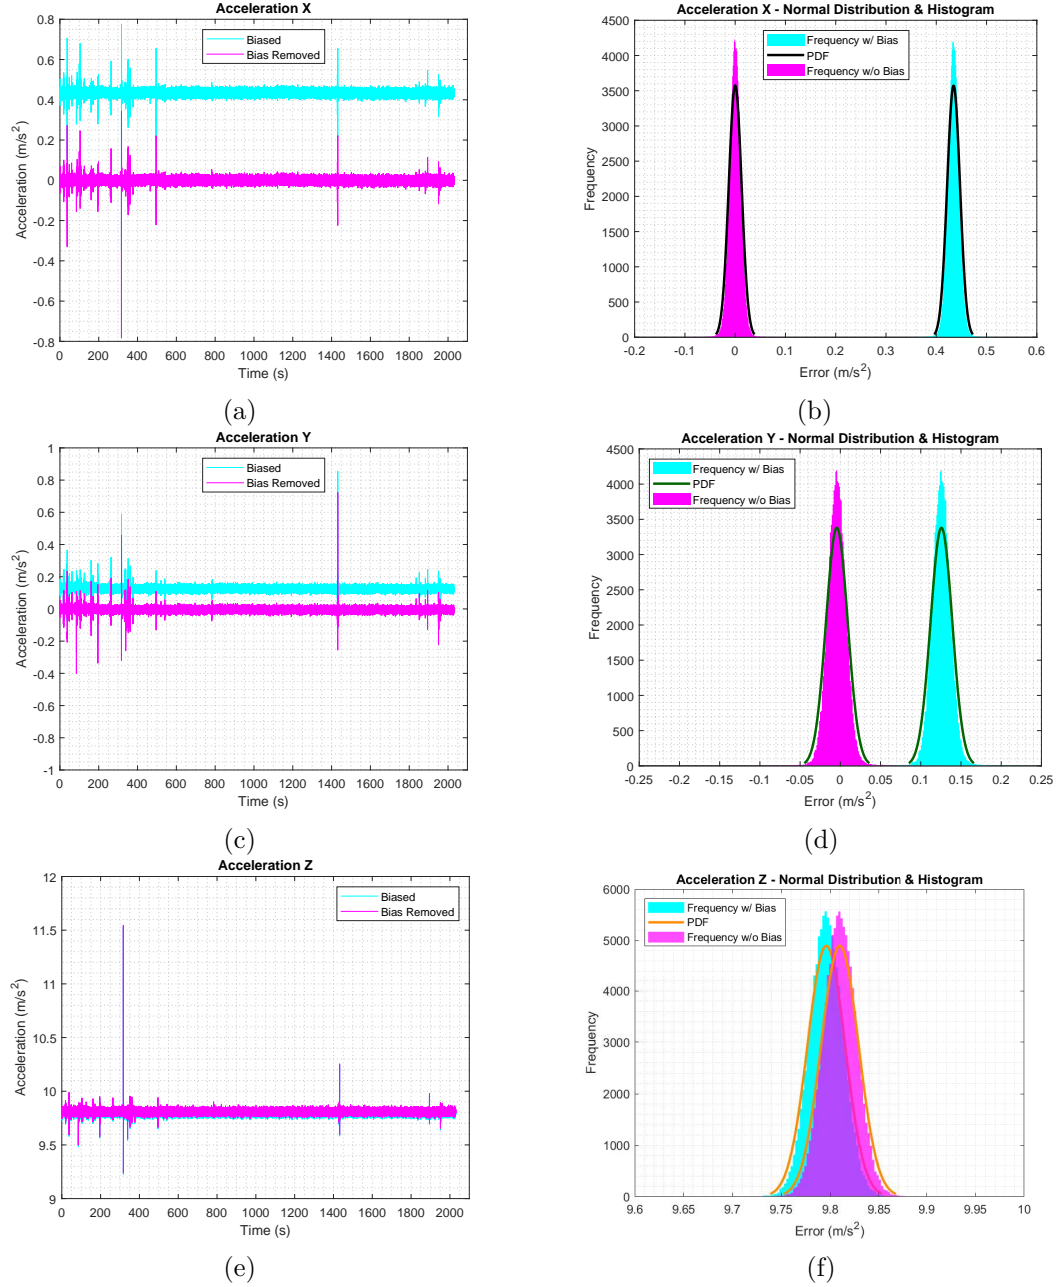 Acceleration X
Biased
Bias Removed
Acceleration (m/s²)
0.8
0.6
0.4
0.2
0
-0.2
-0.4
-0.6
-0.8
0 200 400 600 800 1000 1200 1400 1600 1800 2000
Time (s)
(a)
Acceleration X - Normal Distribution & Histogram
Frequency w/ Bias
PDF
Frequency w/o Bias
Frequency
4500
4000
3500
3000
2500
2000
1500
1000
500
0
-0.2 -0.1 0 0.1 0.2 0.3 0.4 0.5 0.6
Error (m/s²)
(b)
Acceleration Y
Biased
Bias Removed
Acceleration (m/s²)
1
0.8
0.6
0.4
0.2
0
-0.2
-0.4
-0.6
-0.8
-1
0 200 400 600 800 1000 1200 1400 1600 1800 2000
Time (s)
(c)
Acceleration Y - Normal Distribution & Histogram
Frequency w/ Bias
PDF
Frequency w/o Bias
Frequency
4500
4000
3500
3000
2500
2000
1500
1000
500
0
-0.25 -0.2 -0.15 -0.1 -0.05 0 0.05 0.1 0.15 0.2 0.25
Error (m/s²)
(d)
Acceleration Z
Biased
Bias Removed
Acceleration (m/s²)
12
11.5
11
10.5
10
9.5
9
0 200 400 600 800 1000 1200 1400 1600 1800 2000
Time (s)
(e)
Acceleration Z - Normal Distribution & Histogram
Frequency w/ Bias
PDF
Frequency w/o Bias
Frequency
6000
5000
4000
3000
2000
1000
0
9.6 9.65 9.7 9.75 9.8 9.85 9.9 9.95 10
Error (m/s²)
(f)